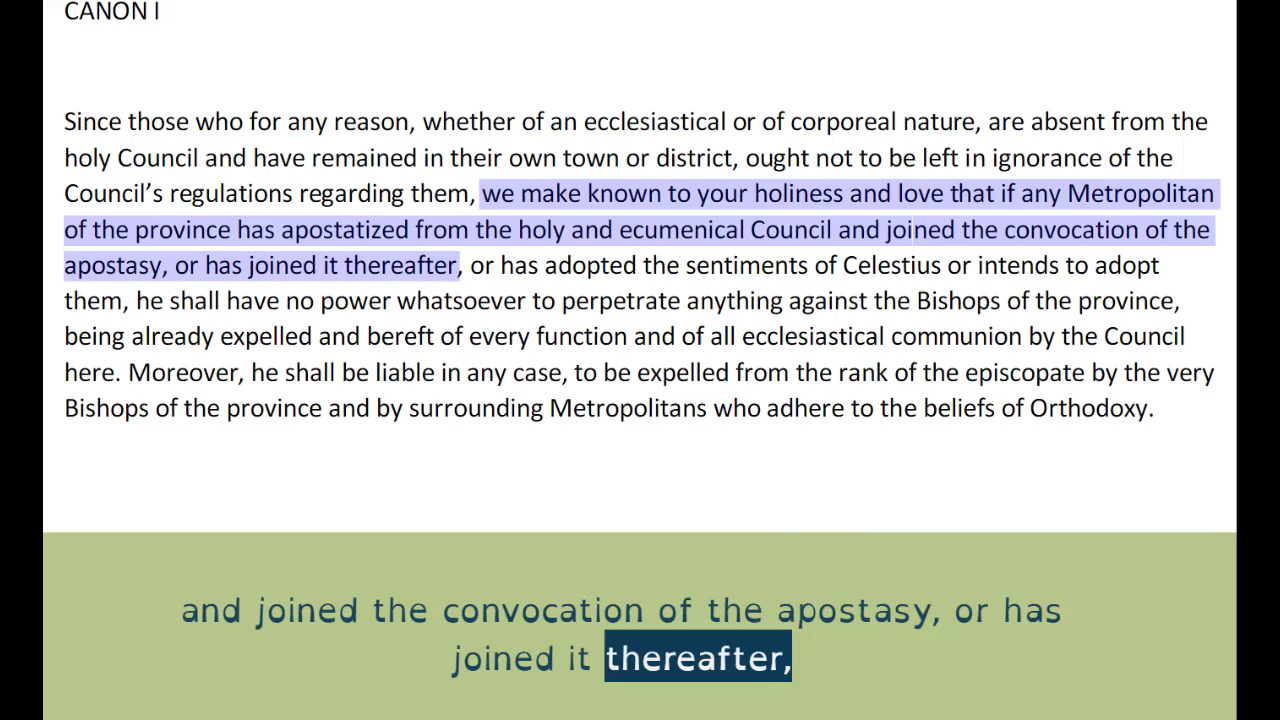 CANON I
Since those who for any reason, whether of an ecclesiastical or of corporeal nature, are absent from the
holy Council and have remained in their own town or district, ought not to be left in ignorance of the
Council’s regulations regarding them, we make known to your holiness and love that if any Metropolitan
of the province has apostatized from the holy and ecumenical Council and joined the convocation of the
apostasy, or has joined it thereafter, or has adopted the sentiments of Celestius or intends to adopt
them, he shall have no power whatsoever to perpetrate anything against the Bishops of the province,
being already expelled and bereft of every function and of all ecclesiastical communion by the Council
here. Moreover, he shall be liable in any case, to be expelled from the rank of the episcopate by the very
Bishops of the province and by surrounding Metropolitans who adhere to the beliefs of Orthodoxy.
and joined the convocation of the apostasy, or has
joined it thereafter,